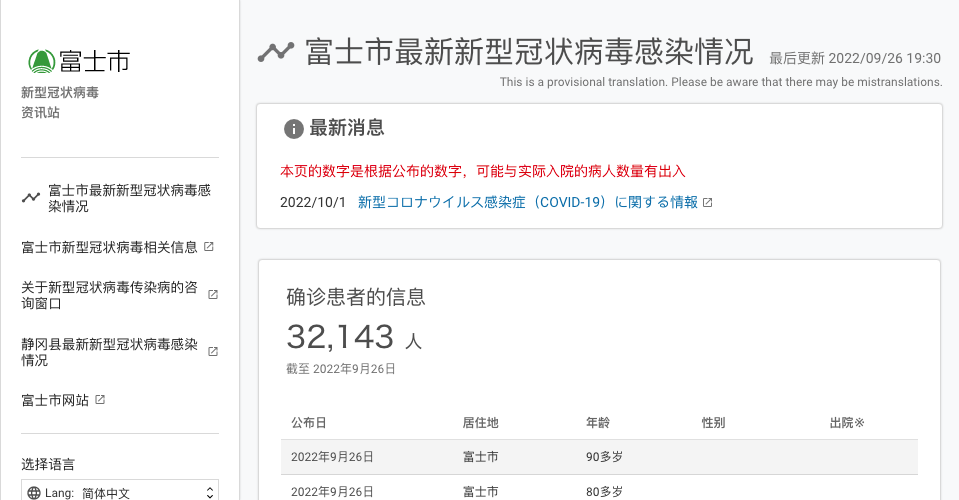 富士市
新型冠状病毒
资讯站
富士市最新新型冠状病毒感
染情况
富士市新型冠状病毒相关信息
关于新型冠状病毒传染病的咨
询窗口
静冈县最新新型冠状病毒感染
情况
富士市网站
选择语言
Lang: 简体中文
富士市最新新型冠状病毒感染情况 最后更新 2022/09/26 19:30
This is a provisional translation. Please be aware that there may be mistranslations.
最新消息
本页的数字是根据公布的数字，可能与实际入院的病人数量有出入
2022/10/1 新型コロナウイルス感染症（COVID-19）に関する情報
确诊患者的信息
32,143 人
截至 2022年9月26日
公布日 居住地 年龄 性别 出院※
2022年9月26日 富士市 90多岁
2022年9月26日 富士市 80多岁